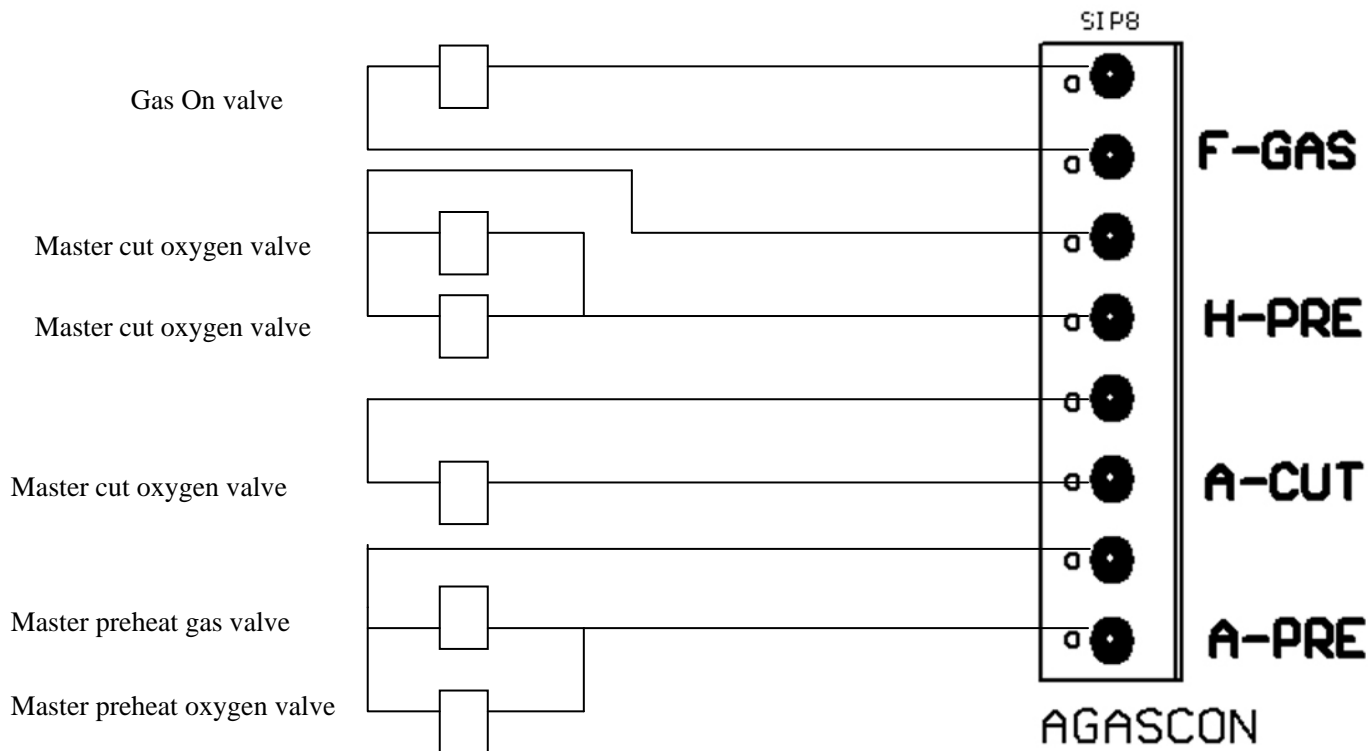 SIP8
Gas On valve
F-GAS
Master cut oxygen valve
H-PRE
Master cut oxygen valve
Master cut oxygen valve
A-CUT
Master preheat gas valve
A-PRE
Master preheat oxygen valve
AGASCON
a
a
a
a
a
a
a
a